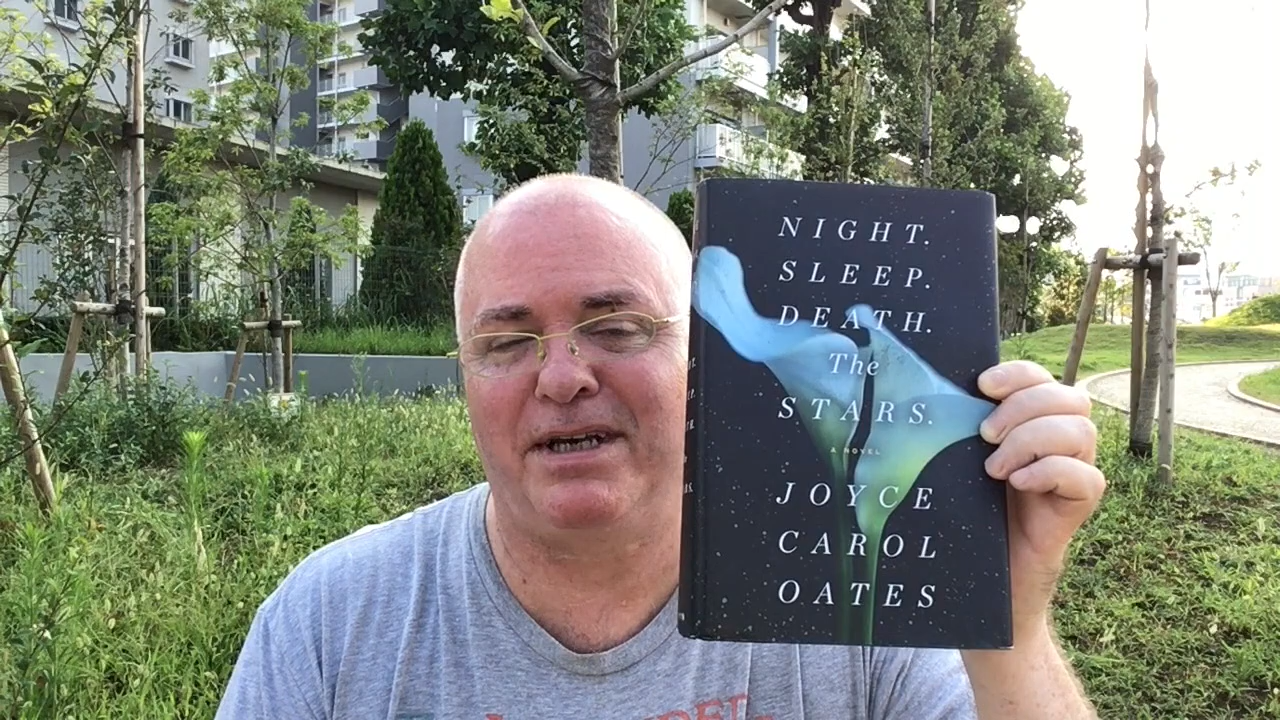 NIGHT.
SLEEP.
DEATH.
The
STARS.
A NOVEL
JOYCE
CAROL
OATES